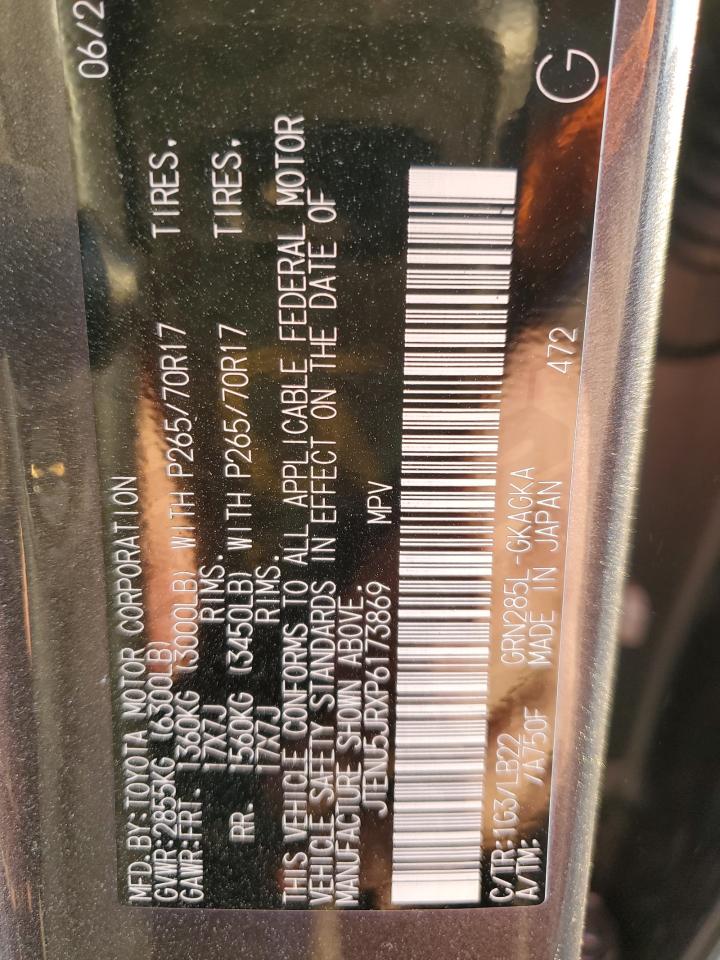 MFD.BY:TOYOTA MOTOR CORPORATION 06/2
GVWR:2855KG (6300LB)
GAWR:FRT. 1360KG (3000LB) WITH P265/70R17 TIRES.
17X7J RIMS.
RR. 1560KG (3450LB) WITH P265/70R17 TIRES.
17X7J RIMS.
THIS VEHICLE CONFORMS TO ALL APPLICABLE FEDERAL MOTOR
VEHICLE SAFETY STANDARDS IN EFFECT ON THE DATE OF
MANUFACTURE SHOWN ABOVE.
JTENU5JRXP6173869 MPV
C/TR:1G3/LB22 GRN285L-GKAGKA
A/TM: /A750F MADE IN JAPAN 472 G